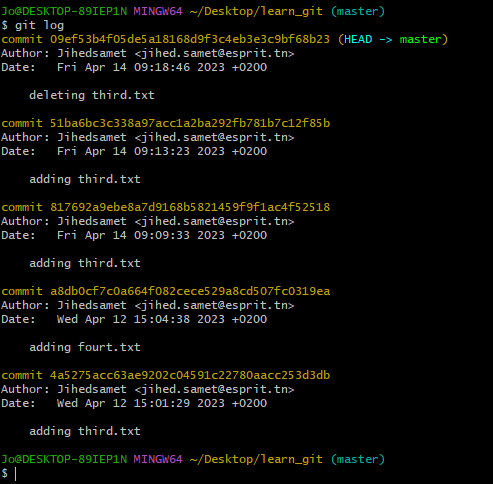 Jo@DESKTOP-89IEP1N MINGW64 ~/Desktop/learn_git (master)
$ git log
commit 09ef53b4f05de5a18168d9f3c4eb3e3c9bf68b23 (HEAD -> master)
Author: Jihedsamet <jihed.samet@esprit.tn>
Date:   Fri Apr 14 09:18:46 2023 +0200

    deleting third.txt

commit 51ba6bc3c338a97acc1a2ba292fb781b7c12f85b
Author: Jihedsamet <jihed.samet@esprit.tn>
Date:   Fri Apr 14 09:13:23 2023 +0200

    adding third.txt

commit 817692a9ebe8a7d9168b5821459f9f1ac4f52518
Author: Jihedsamet <jihed.samet@esprit.tn>
Date:   Fri Apr 14 09:09:33 2023 +0200

    adding third.txt

commit a8db0cf7c0a664f082cece529a8cd507fc0319ea
Author: Jihedsamet <jihed.samet@esprit.tn>
Date:   Wed Apr 12 15:04:38 2023 +0200

    adding fourt.txt

commit 4a5275acc63ae9202c04591c22780aacc253d3db
Author: Jihedsamet <jihed.samet@esprit.tn>
Date:   Wed Apr 12 15:01:29 2023 +0200

    adding third.txt

Jo@DESKTOP-89IEP1N MINGW64 ~/Desktop/learn_git (master)
$